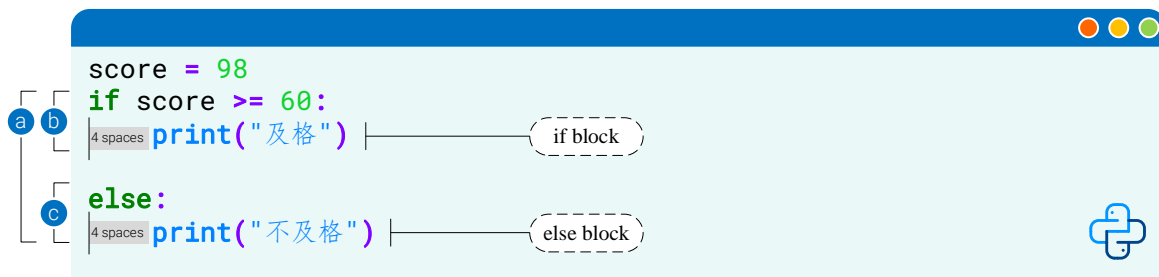 score = 98
a b if score >= 60:
4 spaces print("及格") if block
c else:
4 spaces print("不及格") else block